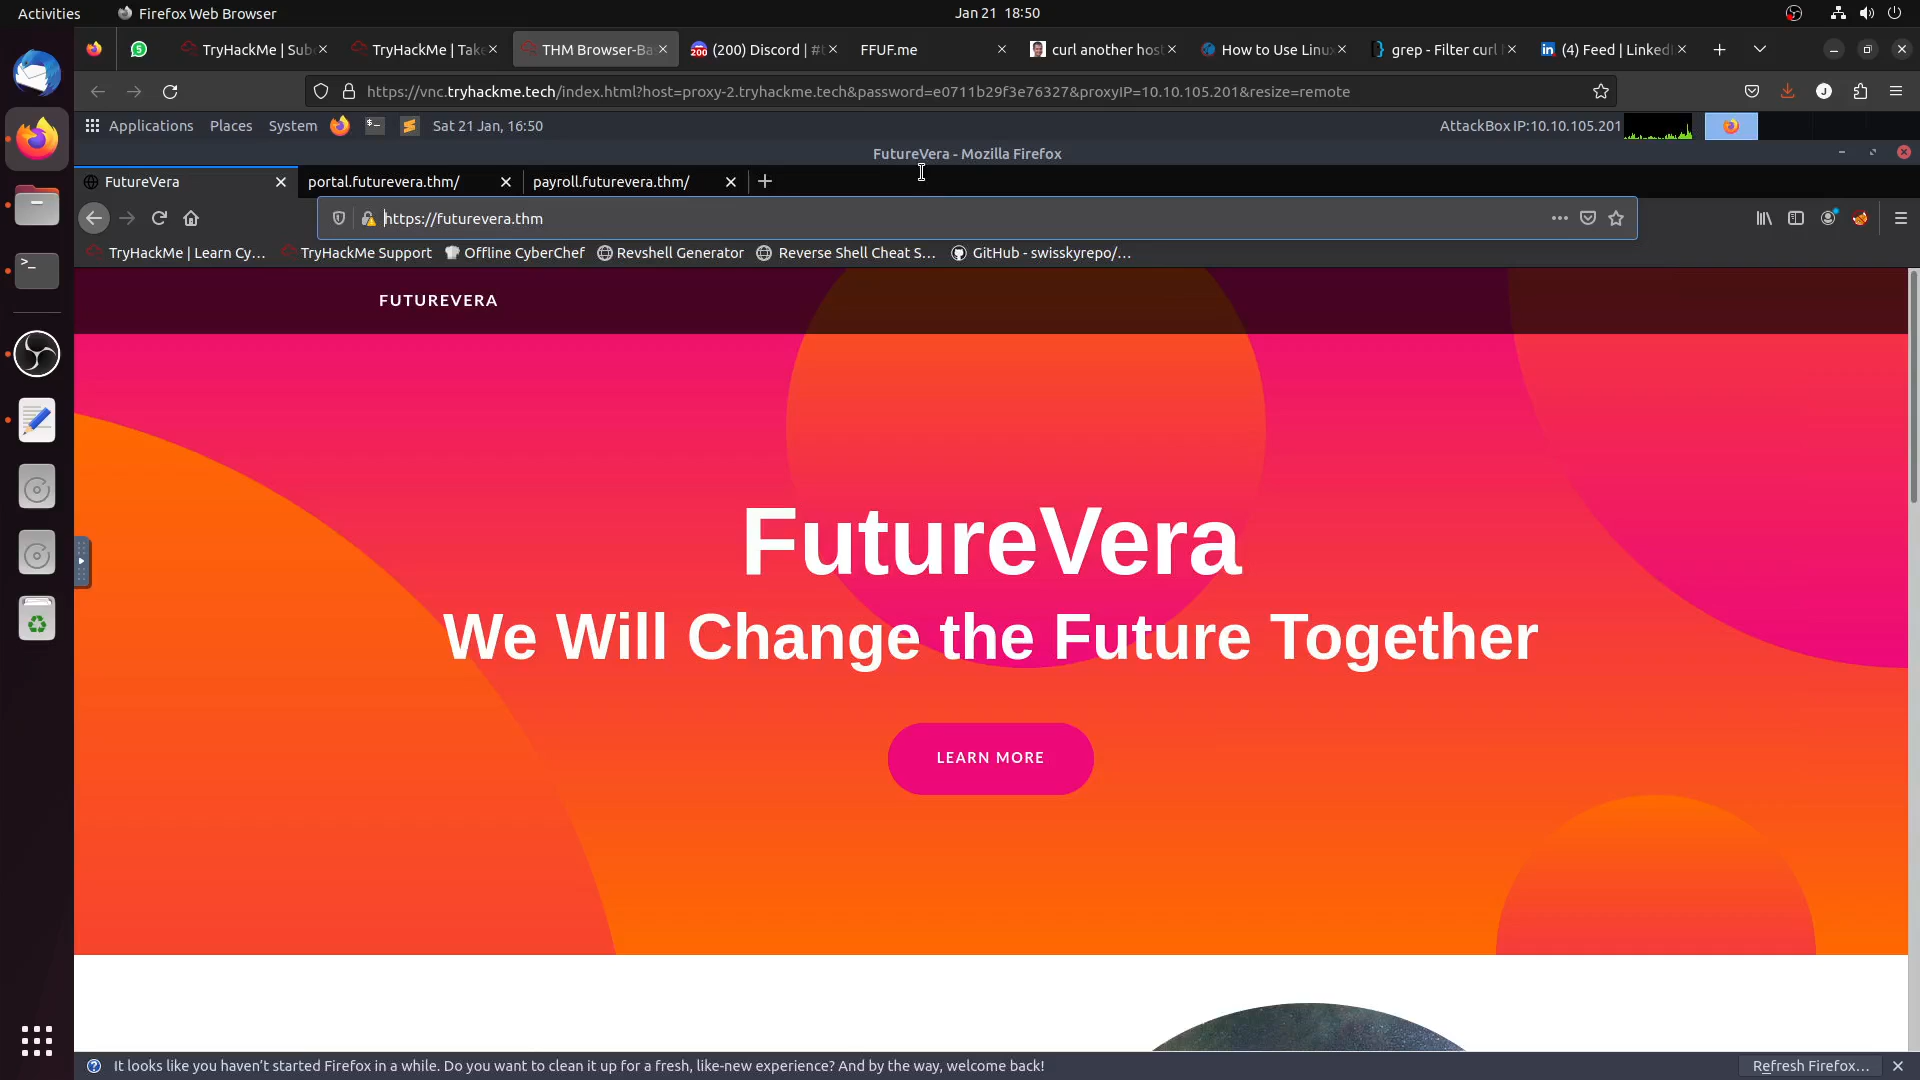 Activities
Firefox Web Browser
Jan 21 18:50
TryHackMe | Sub
TryHackMe | Take
THM Browser-Ba
(200) Discord | #t
FFUF.me
curl another hos
How to Use Linu
grep - Filter curl
(4) Feed | Linked
https://vnc.tryhackme.tech/index.html?host=proxy-2.tryhackme.tech&password=e0711b29f3e76327&proxyIP=10.10.105.201&resize=remote
Applications
Places
System
Sat 21 Jan, 16:50
AttackBox IP:10.10.105.201
FutureVera - Mozilla Firefox
FutureVera
portal.futurevera.thm/
payroll.futurevera.thm/
https://futurevera.thm
TryHackMe | Learn Cy…
TryHackMe Support
Offline CyberChef
Revshell Generator
Reverse Shell Cheat S…
GitHub - swisskyrepo/…
FUTUREVERA
FutureVera
We Will Change the Future Together
LEARN MORE
It looks like you haven't started Firefox in a while. Do you want to clean it up for a fresh, like-new experience? And by the way, welcome back!
Refresh Firefox…